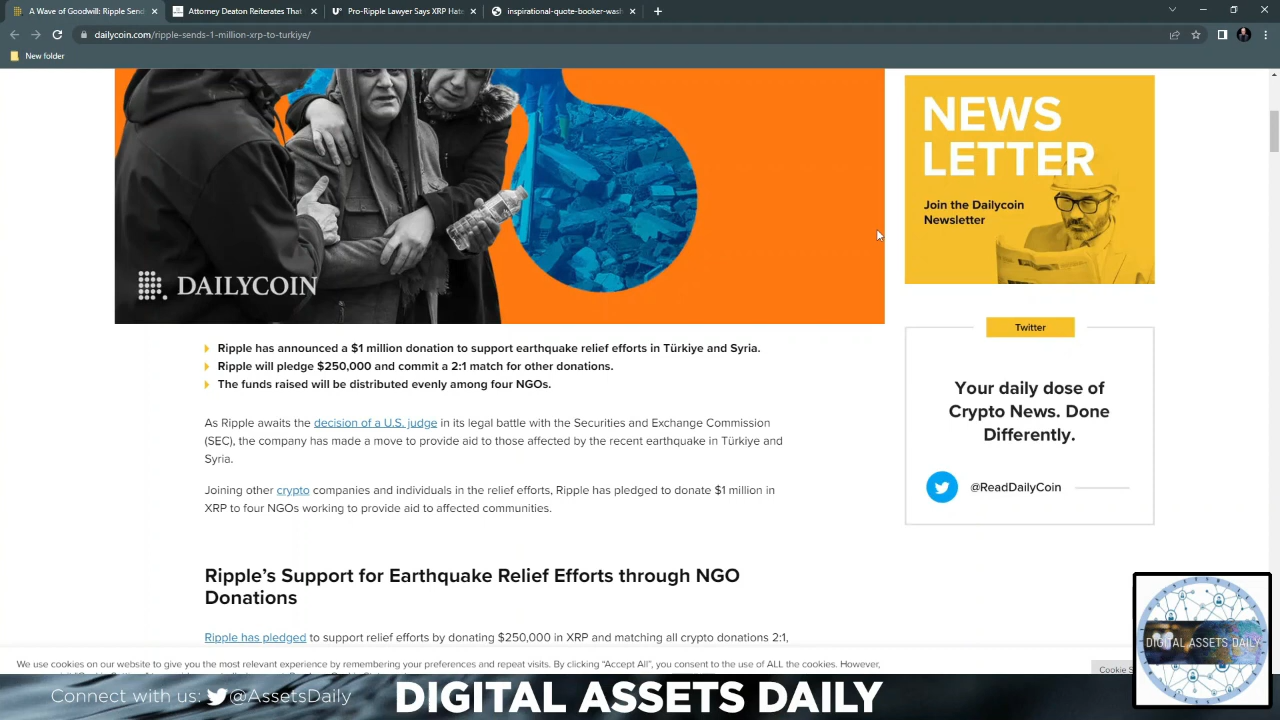 A Wave of Goodwill: Ripple Sends
Attorney Deaton Reiterates That
Pro-Ripple Lawyer Says XRP Hate
inspirational-quote-booker-wash
dailycoin.com/ripple-sends-1-million-xrp-to-turkiye/
New folder
NEWS
LETTER
Join the Dailycoin
Newsletter
DAILYCOIN
Ripple has announced a $1 million donation to support earthquake relief efforts in Türkiye and Syria.
Ripple will pledge $250,000 and commit a 2:1 match for other donations.
The funds raised will be distributed evenly among four NGOs.
As Ripple awaits the decision of a U.S. judge in its legal battle with the Securities and Exchange Commission
(SEC), the company has made a move to provide aid to those affected by the recent earthquake in Türkiye and
Syria.
Joining other crypto companies and individuals in the relief efforts, Ripple has pledged to donate $1 million in
XRP to four NGOs working to provide aid to affected communities.
Ripple's Support for Earthquake Relief Efforts through NGO
Donations
Ripple has pledged to support relief efforts by donating $250,000 in XRP and matching all crypto donations 2:1,
Twitter
Your daily dose of
Crypto News. Done
Differently.
@ReadDailyCoin
We use cookies on our website to give you the most relevant experience by remembering your preferences and repeat visits. By clicking "Accept All", you consent to the use of ALL the cookies. However,
Cookie S
DIGITAL ASSETS DAILY
Connect with us: @AssetsDaily
DIGITAL ASSETS DAILY